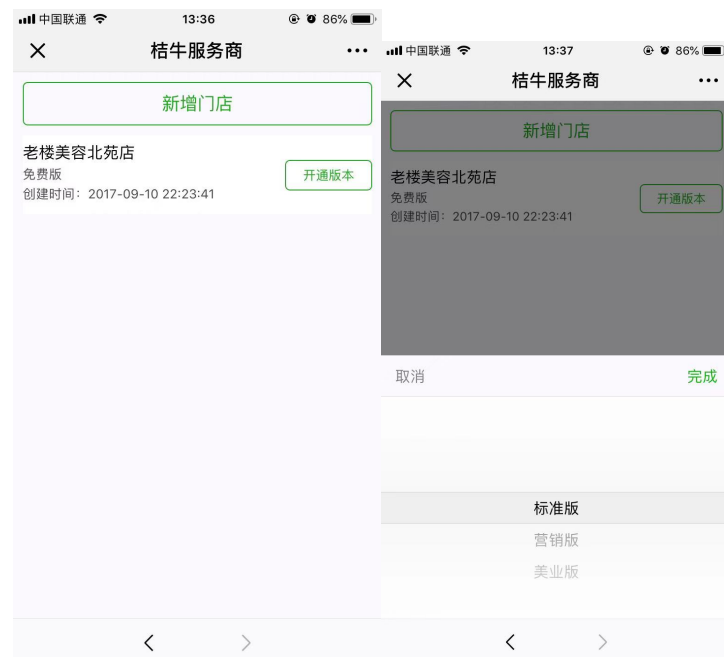 中国联通 13:36 86%
桔牛服务商
新增门店
老楼美容北苑店
免费版
开通版本
创建时间：2017-09-10 22:23:41
中国联通 13:37 86%
桔牛服务商
新增门店
老楼美容北苑店
免费版
开通版本
创建时间：2017-09-10 22:23:41
取消 完成
标准版
营销版
美业版